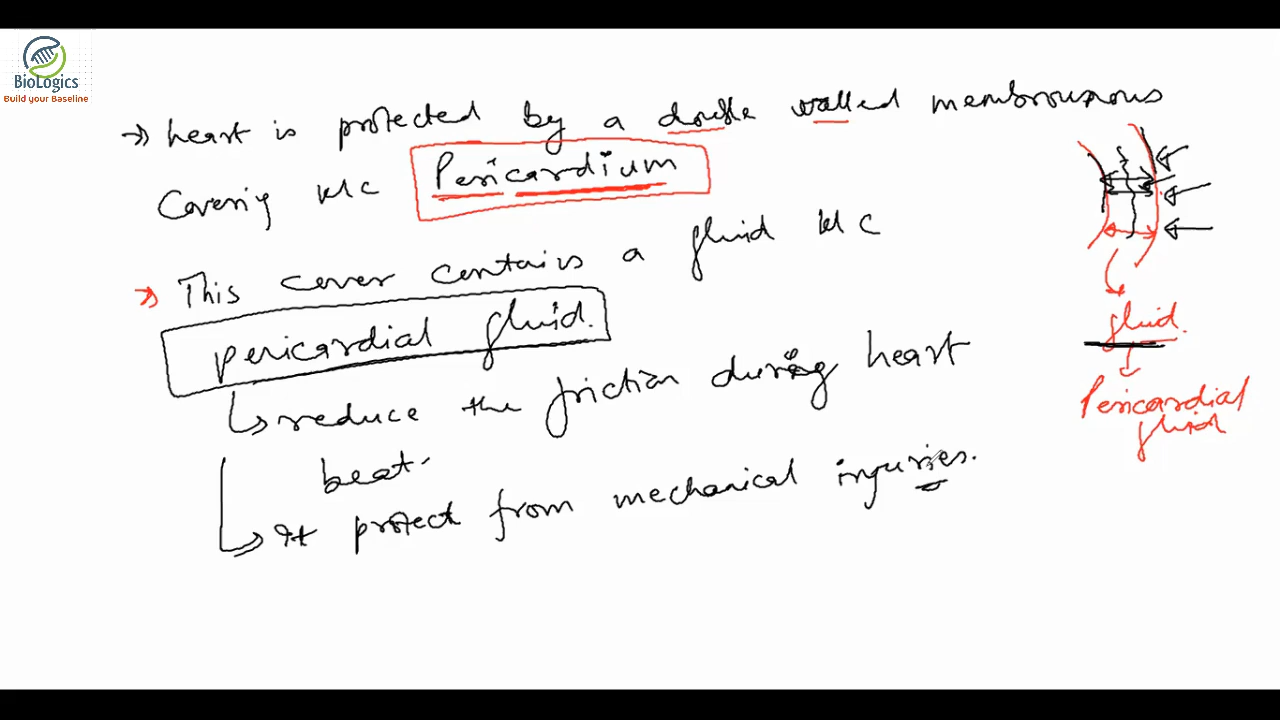 BioLogics
Build your Baseline
→ heart is protected by a double walled membraneous
Covering k/c Pericardium
→ This cover contains a fluid k/c
pericardial fluid.
↳ reduce the friction during heart
beat.
↳ It protect from mechanical injuries.
fluid.
Pericardial
fluid